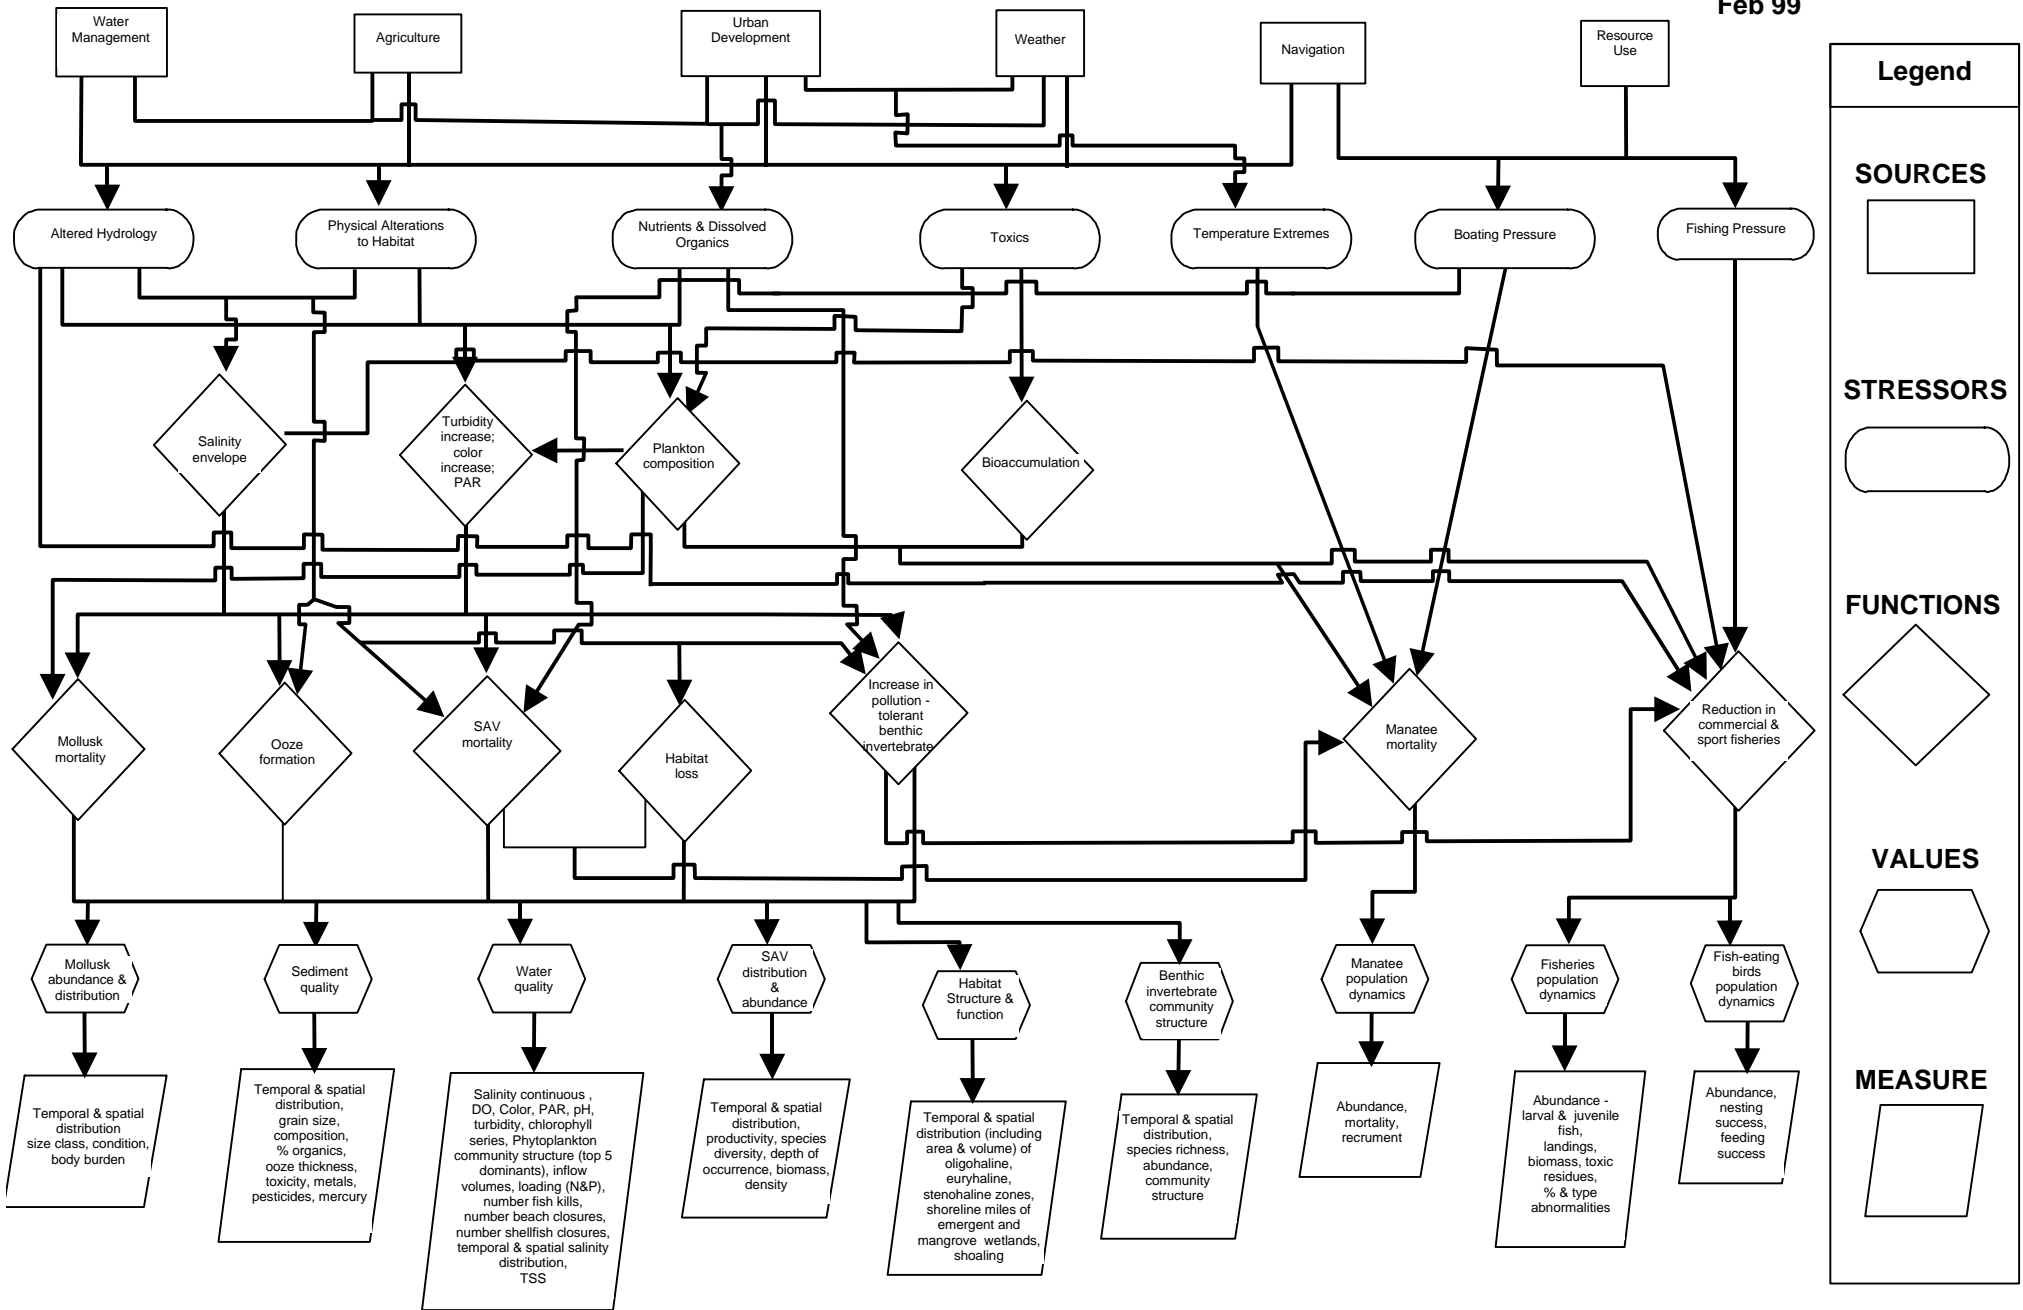 Feb 99
Water
Management
Agriculture
Urban
Development
Weather
Navigation
Resource
Use
Legend
SOURCES
STRESSORS
FUNCTIONS
VALUES
MEASURE
Altered Hydrology
Physical Alterations
to Habitat
Nutrients & Dissolved
Organics
Toxics
Temperature Extremes
Boating Pressure
Fishing Pressure
Salinity
envelope
Turbidity
increase;
color
increase;
PAR
Plankton
composition
Bioaccumulation
Mollusk
mortality
Ooze
formation
SAV
mortality
Habitat
loss
Increase in
pollution -
tolerant
benthic
invertebrate
Manatee
mortality
Reduction in
commercial &
sport fisheries
Mollusk
abundance &
distribution
Sediment
quality
Water
quality
SAV
distribution
&
abundance
Habitat
Structure &
function
Benthic
invertebrate
community
structure
Manatee
population
dynamics
Fisheries
population
dynamics
Fish-eating
birds
population
dynamics
Temporal & spatial
distribution
size class, condition,
body burden
Temporal & spatial
distribution,
grain size,
composition,
% organics,
ooze thickness,
toxicity, metals,
pesticides, mercury
Salinity continuous ,
DO, Color, PAR, pH,
turbidity, chlorophyll
series, Phytoplankton
community structure (top 5
dominants), inflow
volumes, loading (N&P),
number fish kills,
number beach closures,
number shellfish closures,
temporal & spatial salinity
distribution,
TSS
Temporal & spatial
distribution,
productivity, species
diversity, depth of
occurrence, biomass,
density
Temporal & spatial
distribution (including
area & volume) of
oligohaline,
euryhaline,
stenohaline zones,
shoreline miles of
emergent and
mangrove wetlands,
shoaling
Temporal & spatial
distribution,
species richness,
abundance,
community
structure
Abundance,
mortality,
recrument
Abundance -
larval & juvenile
fish,
landings,
biomass, toxic
residues,
% & type
abnormalities
Abundance,
nesting
success,
feeding
success